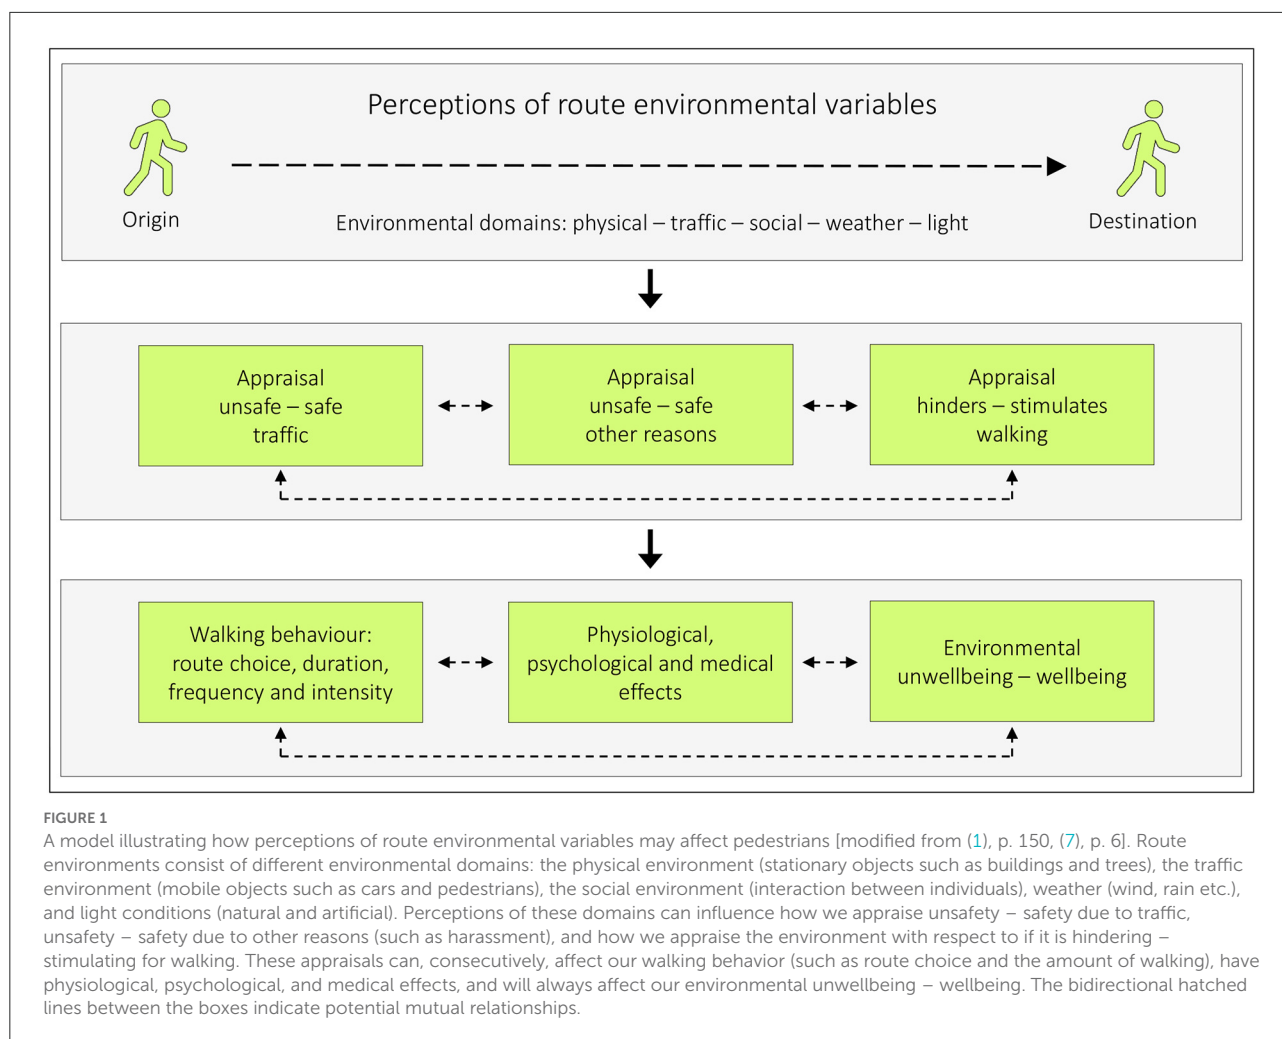 Perceptions of route environmental variables
Origin
Environmental domains: physical – traffic – social – weather – light
Destination
Appraisal
unsafe – safe
traffic
Appraisal
unsafe – safe
other reasons
Appraisal
hinders – stimulates
walking
Walking behaviour:
route choice, duration,
frequency and intensity
Physiological,
psychological and medical
effects
Environmental
unwellbeing – wellbeing
FIGURE 1
A model illustrating how perceptions of route environmental variables may affect pedestrians [modified from (1), p. 150, (7), p. 6]. Route
environments consist of different environmental domains: the physical environment (stationary objects such as buildings and trees), the traffic
environment (mobile objects such as cars and pedestrians), the social environment (interaction between individuals), weather (wind, rain etc.),
and light conditions (natural and artificial). Perceptions of these domains can influence how we appraise unsafety – safety due to traffic,
unsafety – safety due to other reasons (such as harassment), and how we appraise the environment with respect to if it is hindering –
stimulating for walking. These appraisals can, consecutively, affect our walking behavior (such as route choice and the amount of walking), have
physiological, psychological, and medical effects, and will always affect our environmental unwellbeing – wellbeing. The bidirectional hatched
lines between the boxes indicate potential mutual relationships.